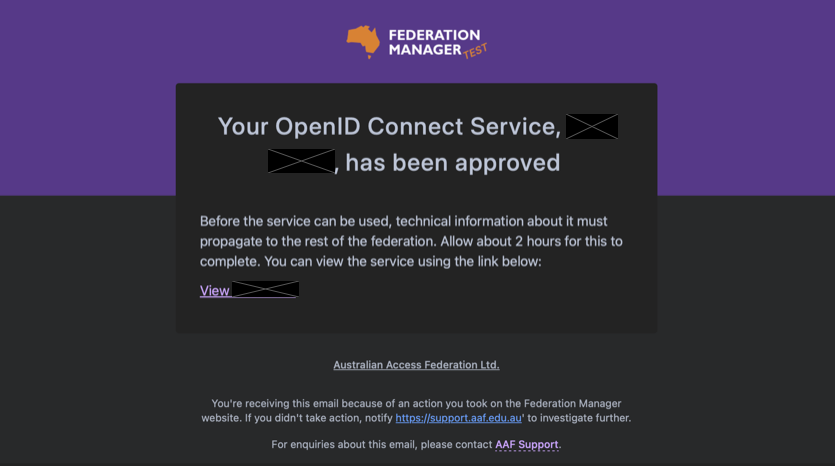 FEDERATION
MANAGER
TEST
Your OpenID Connect Service,
, has been approved
Before the service can be used, technical information about it must
propagate to the rest of the federation. Allow about 2 hours for this to
complete. You can view the service using the link below:
View
Australian Access Federation Ltd.
You're receiving this email because of an action you took on the Federation Manager
website. If you didn't take action, notify https://support.aaf.edu.au' to investigate further.
For enquiries about this email, please contact AAF Support.